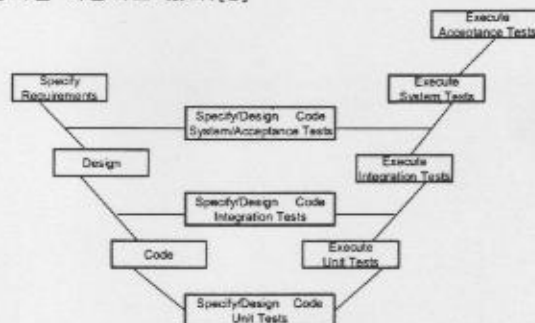 Execute
Acceptance Tests
Specify
Requirements
Execute
System Tests
Specify/Design Code
System/Acceptance Tests
Design
Execute
Integration Tests
Specify/Design Code
Integration Tests
Code
Execute
Unit Tests
Specify/Design Code
Unit Tests